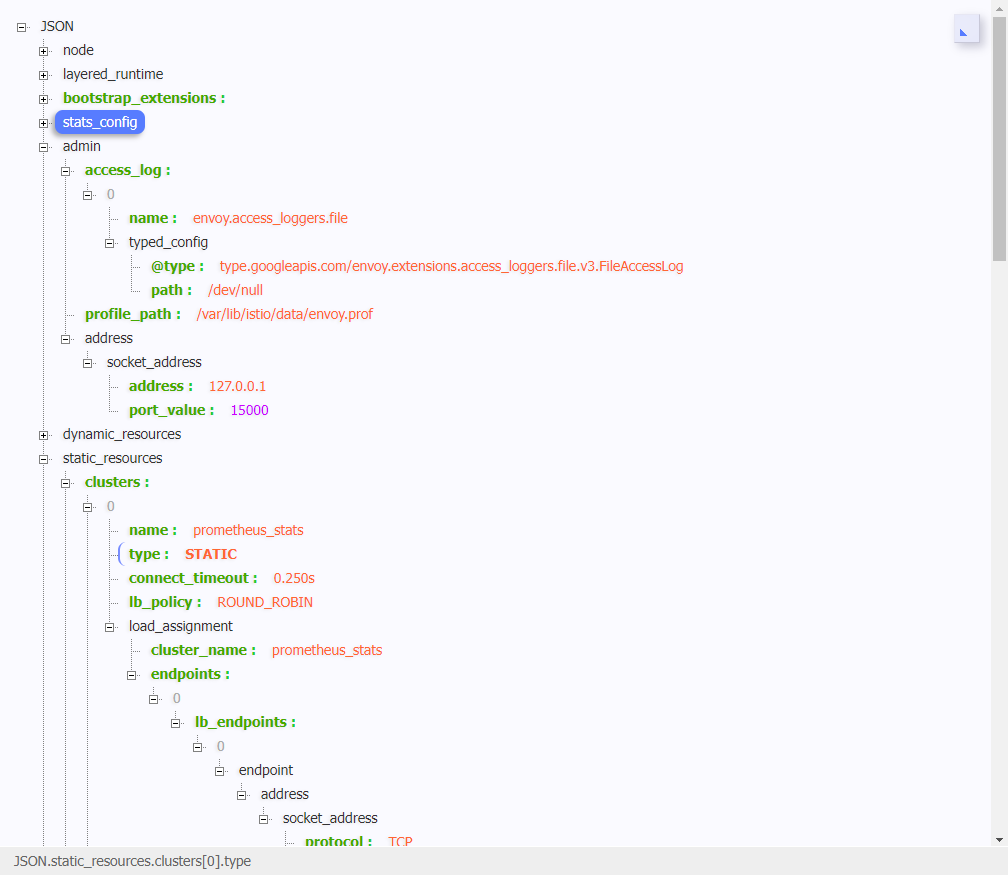 JSON
node
layered_runtime
bootstrap_extensions :
stats_config
admin
access_log :
0
name : envoy.access_loggers.file
typed_config
@type : type.googleapis.com/envoy.extensions.access_loggers.file.v3.FileAccessLog
path : /dev/null
profile_path : /var/lib/istio/data/envoy.prof
address
socket_address
address : 127.0.0.1
port_value : 15000
dynamic_resources
static_resources
clusters :
0
name : prometheus_stats
type : STATIC
connect_timeout : 0.250s
lb_policy : ROUND_ROBIN
load_assignment
cluster_name : prometheus_stats
endpoints :
0
lb_endpoints :
0
endpoint
address
socket_address
protocol : TCP
JSON.static_resources.clusters[0].type